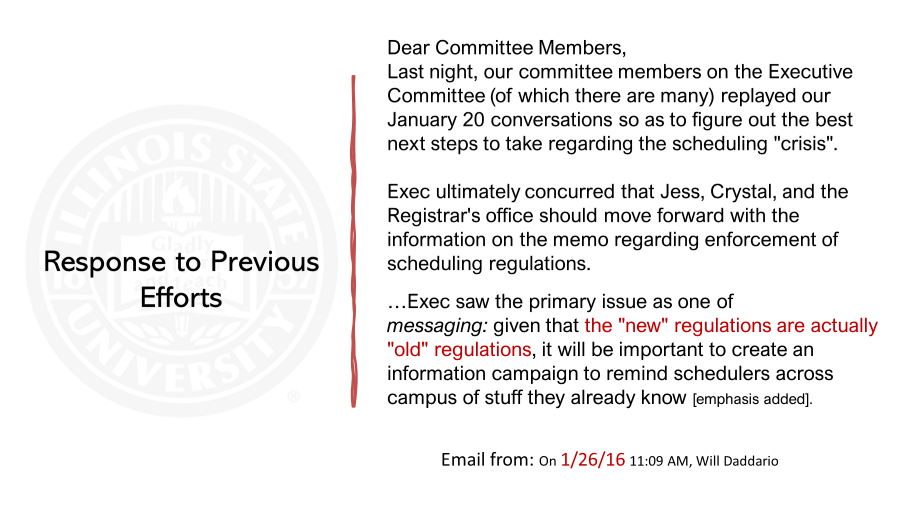 Dear Committee Members,
Last night, our committee members on the Executive
Committee (of which there are many) replayed our
January 20 conversations so as to figure out the best
next steps to take regarding the scheduling "crisis".
Exec ultimately concurred that Jess, Crystal, and the
Registrar's office should move forward with the
information on the memo regarding enforcement of
scheduling regulations.
…Exec saw the primary issue as one of
messaging: given that the "new" regulations are actually
"old" regulations, it will be important to create an
information campaign to remind schedulers across
campus of stuff they already know [emphasis added].
Response to Previous
Efforts
Email from: On 1/26/16 11:09 AM, Will Daddario
ILLINOIS STATE
UNIVERSITY
Gladly
®